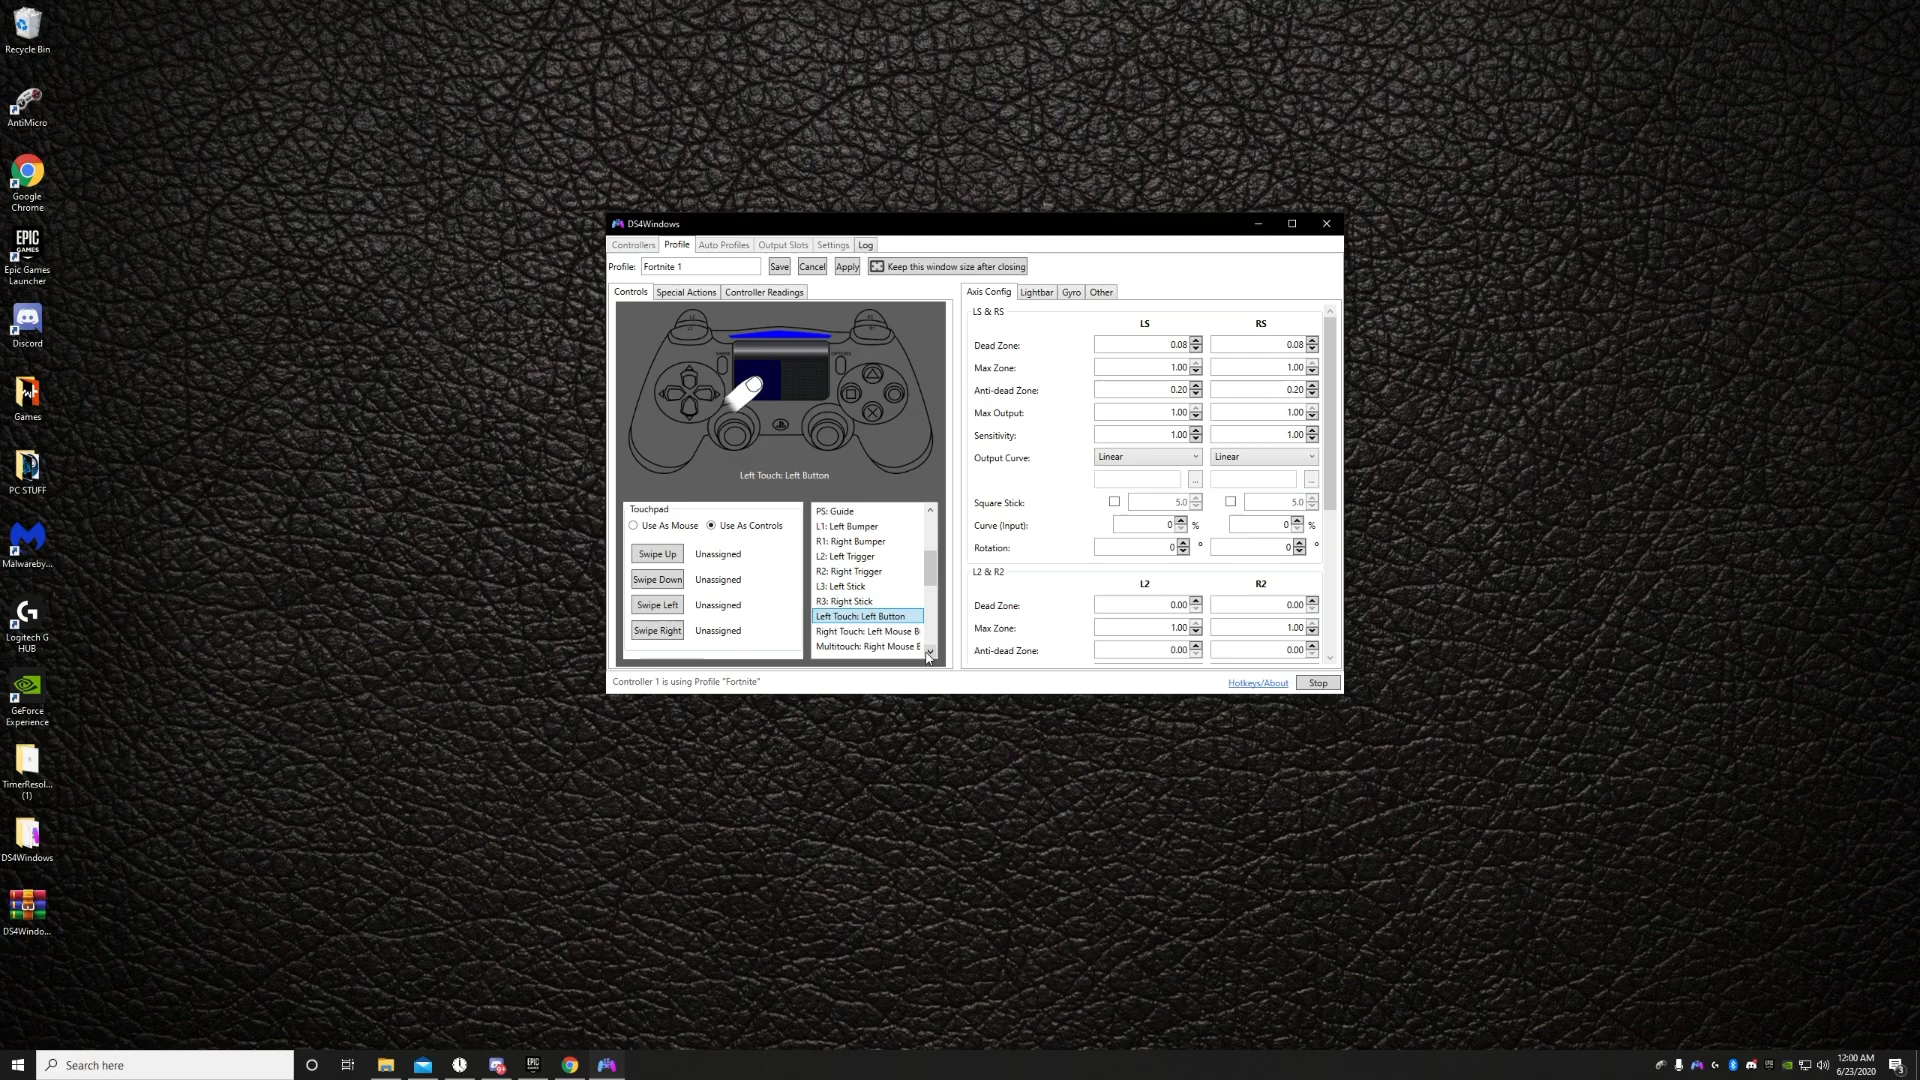 Recycle Bin
AntiMicro
Google
Chrome
EPIC
GAMES
Epic Games
Launcher
Discord
Games
PC STUFF
Malwareby...
Logitech G
HUB
GeForce
Experience
TimerResol...
(1)
DS4Windows
DS4Windo...
DS4Windows
Controllers Profile Auto Profiles Output Slots Settings Log
Profile: Fortnite 1 Save Cancel Apply Keep this window size after closing
Controls Special Actions Controller Readings
Left Touch: Left Button
Touchpad
Use As Mouse Use As Controls
Swipe Up Unassigned
Swipe Down Unassigned
Swipe Left Unassigned
Swipe Right Unassigned
PS: Guide
L1: Left Bumper
R1: Right Bumper
L2: Left Trigger
R2: Right Trigger
L3: Left Stick
R3: Right Stick
Left Touch: Left Button
Right Touch: Left Mouse B
Multitouch: Right Mouse B
Axis Config Lightbar Gyro Other
LS & RS
LS RS
Dead Zone: 0.08 0.08
Max Zone: 1.00 1.00
Anti-dead Zone: 0.20 0.20
Max Output: 1.00 1.00
Sensitivity: 1.00 1.00
Output Curve: Linear Linear
... ...
Square Stick: 5.0 5.0
Curve (Input): 0 % 0 %
Rotation: 0 ° 0 °
L2 & R2
L2 R2
Dead Zone: 0.00 0.00
Max Zone: 1.00 1.00
Anti-dead Zone: 0.00 0.00
Controller 1 is using Profile "Fortnite"
Hotkeys/About Stop
Search here
EPIC
12:00 AM
6/23/2020
3